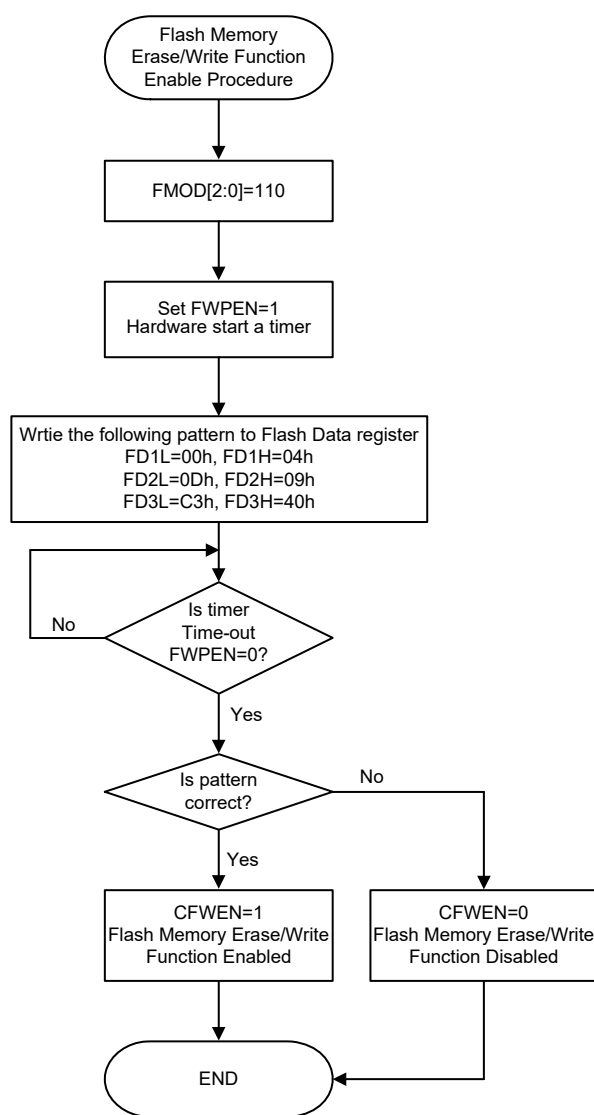 Flash Memory
Erase/Write Function
Enable Procedure
FMOD[2:0]=110
Set FWPEN=1
Hardware start a timer
Wrtie the following pattern to Flash Data register
FD1L=00h, FD1H=04h
FD2L=0Dh, FD2H=09h
FD3L=C3h, FD3H=40h
Is timer
Time-out
FWPEN=0?
No
Yes
Is pattern
correct?
No
Yes
CFWEN=1
Flash Memory Erase/Write
Function Enabled
CFWEN=0
Flash Memory Erase/Write
Function Disabled
END